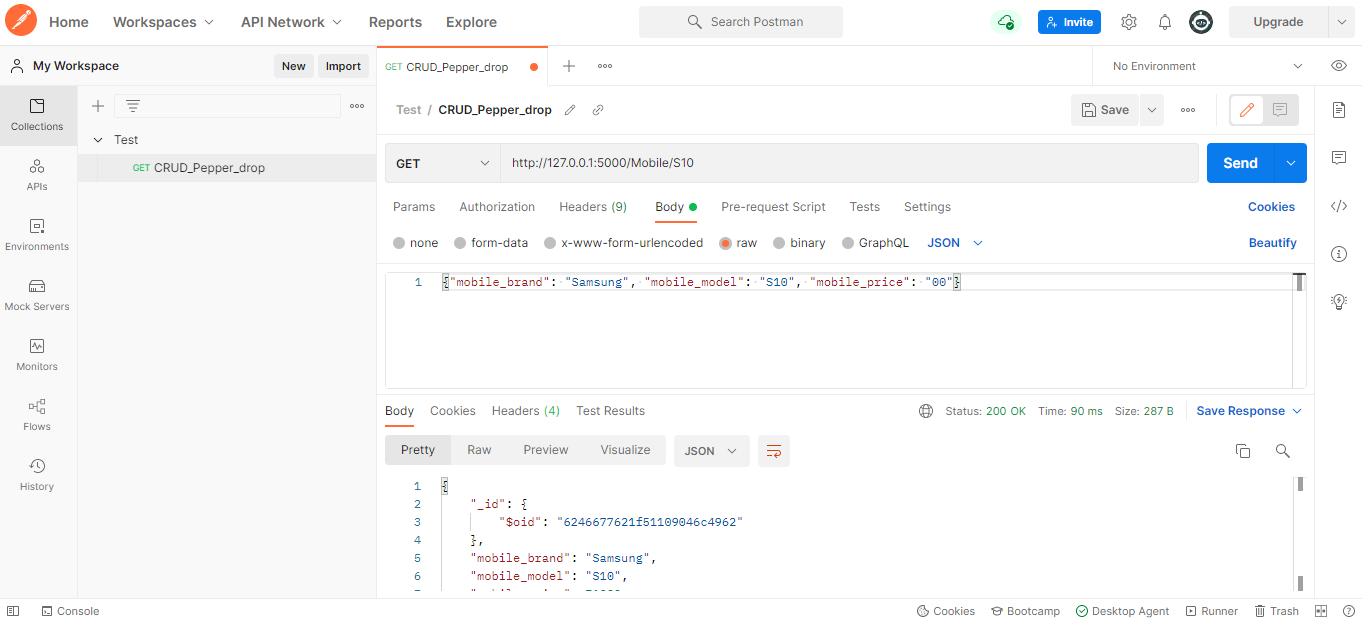 Home Workspaces API Network Reports Explore Search Postman Invite Upgrade
My Workspace New Import GET CRUD_Pepper_drop No Environment
Collections
APIs
Environments
Mock Servers
Monitors
Flows
History
Test
GET CRUD_Pepper_drop
Test / CRUD_Pepper_drop Save
GET http://127.0.0.1:5000/Mobile/S10 Send
Params Authorization Headers (9) Body Pre-request Script Tests Settings Cookies
none form-data x-www-form-urlencoded raw binary GraphQL JSON Beautify
1 {"mobile_brand": "Samsung", "mobile_model": "S10", "mobile_price": "00"}
Body Cookies Headers (4) Test Results Status: 200 OK Time: 90 ms Size: 287 B Save Response
Pretty Raw Preview Visualize JSON
1 {
2 "_id": {
3 "$oid": "6246677621f51109046c4962"
4 },
5 "mobile_brand": "Samsung",
6 "mobile_model": "S10",
Console Cookies Bootcamp Desktop Agent Runner Trash